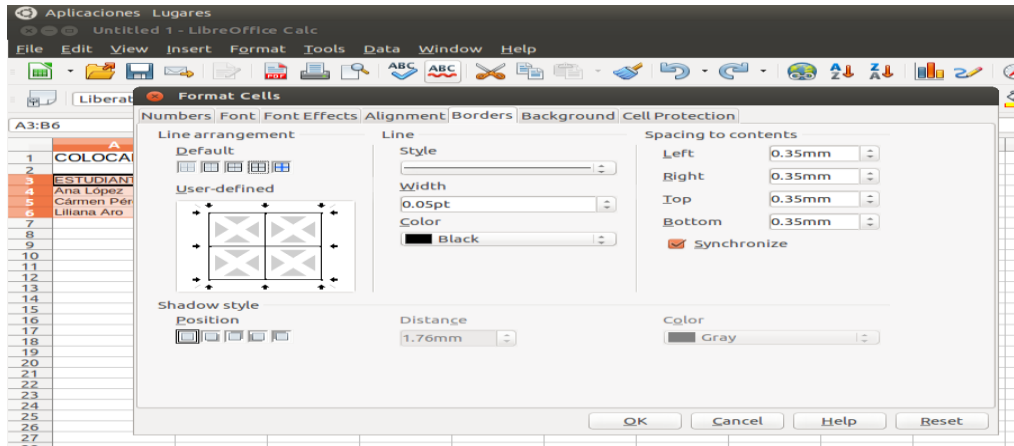 Aplicaciones Lugares
Untitled 1 - LibreOffice Calc
File Edit View Insert Format Tools Data Window Help
PDF ABC ABC A Z Z A
Liberat
Format Cells
A3:B6
Numbers Font Font Effects Alignment Borders Background Cell Protection
A
1 COLOCA
2
3 ESTUDIANT
4 Ana López
5 Cármen Pér
6 Liliana Aro
7
8
9
10
11
12
13
14
15
16
17
18
19
20
21
22
23
24
25
26
27
Line arrangement
Default
User-defined
Line
Style
Width
0.05pt
Color
Black
Spacing to contents
Left 0.35mm
Right 0.35mm
Top 0.35mm
Bottom 0.35mm
Synchronize
Shadow style
Position
Distance
1.76mm
Color
Gray
OK Cancel Help Reset